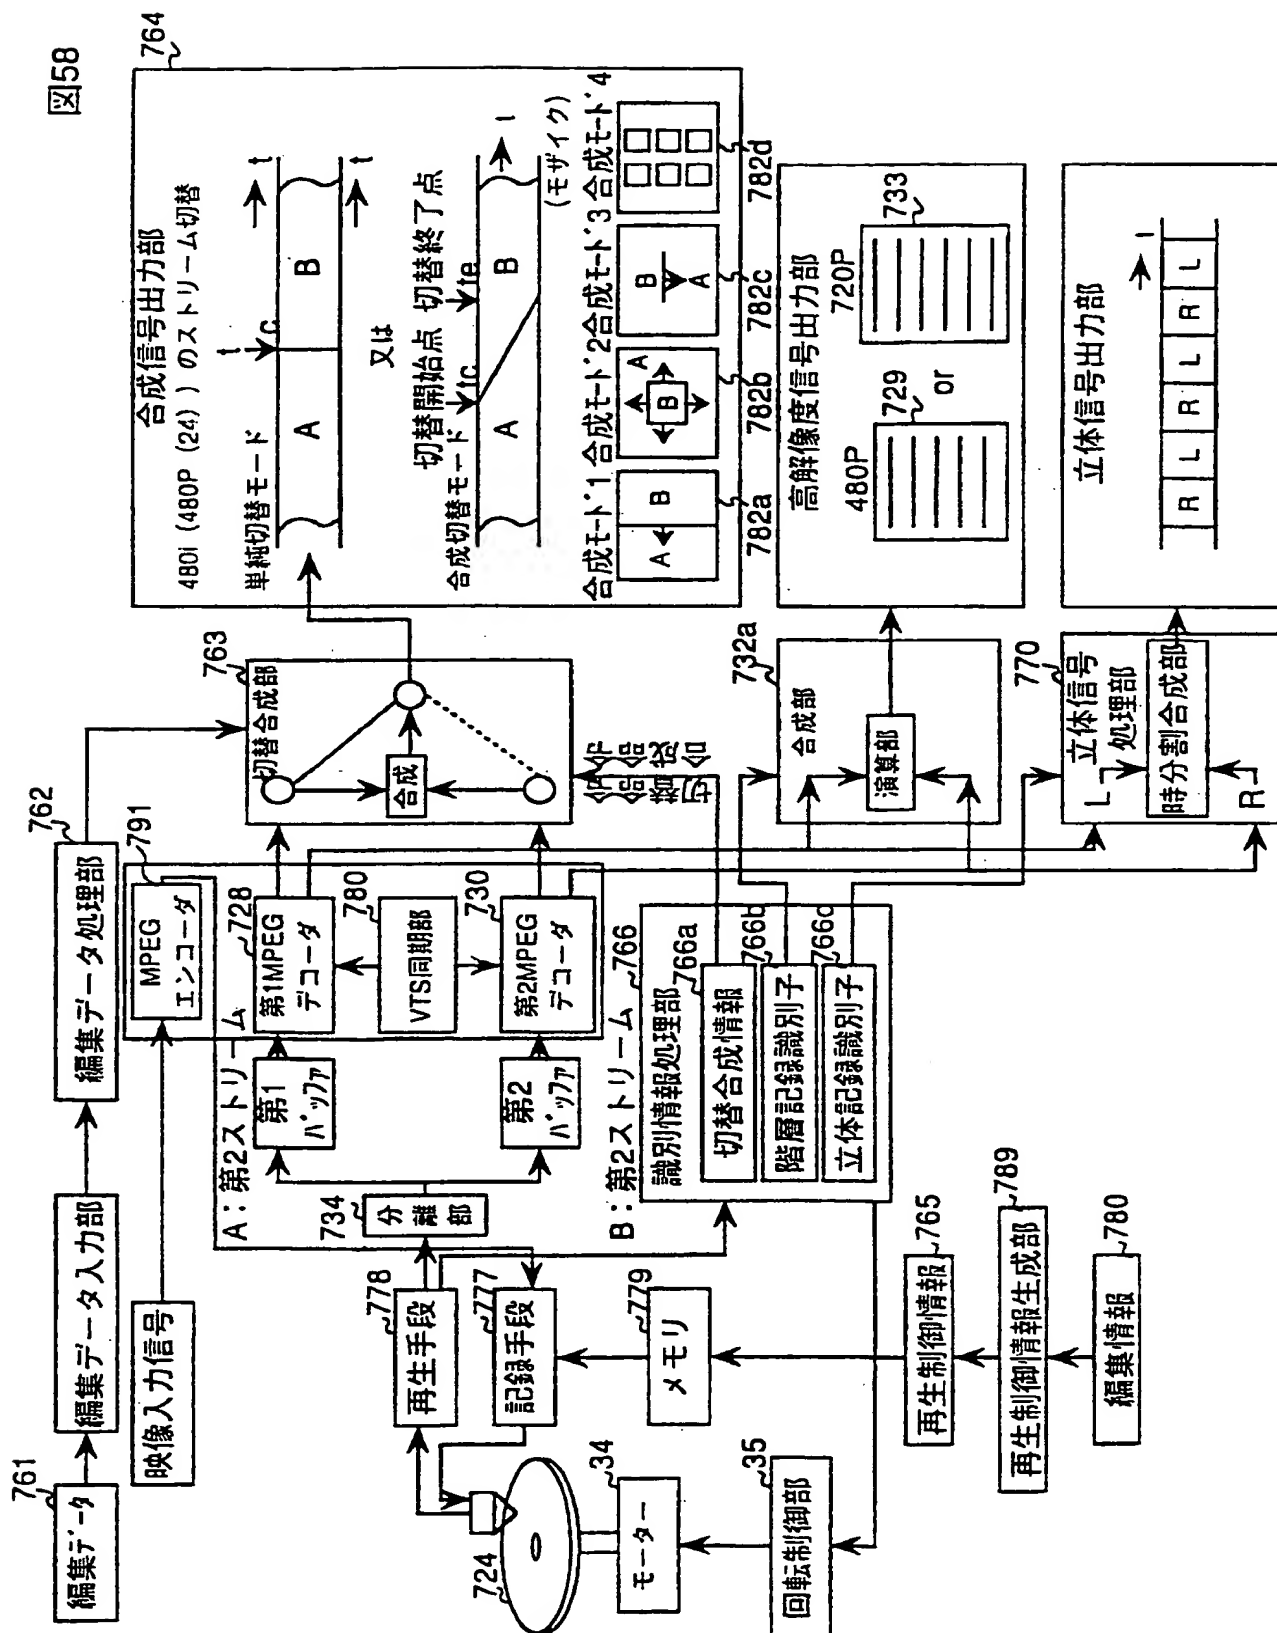 図58
764
合成信号出力部
480i (480P (24)) のストリーム切替
単純切替モード
t
c
t
A
B
t
又は
切替開始点
切替終了点
合成切替モード
tc
te
A
B
(モザイク)
合成モード1
合成モード2
合成モード3
合成モード4
A
B
B
A
B
A
782a
782b
782c
782d
高解像度信号出力部
480P
729
or
720P
733
立体信号出力部
R
L
R
L
R
L
763
切替合成部
合成
切替命令
合成命令
732a
合成部
演算部
770
立体信号
処理部
L
時分割合成部
R
762
編集データ処理部
791
MPEG
エンコーダ
728
第1MPEG
デコーダ
780
VTS同期部
730
第2MPEG
デコーダ
A:第2ストリーム
第1
バッファ
第2
バッファ
B:第2ストリーム
766
識別情報処理部
766a
切替合成情報
766b
階層記録識別子
766c
立体記録識別子
734
分離部
編集データ入力部
映像入力信号
761
編集データ
778
再生手段
777
記録手段
779
メモリ
765
再生制御情報
789
再生制御情報生成部
780
編集情報
724
34
モーター
35
回転制御部